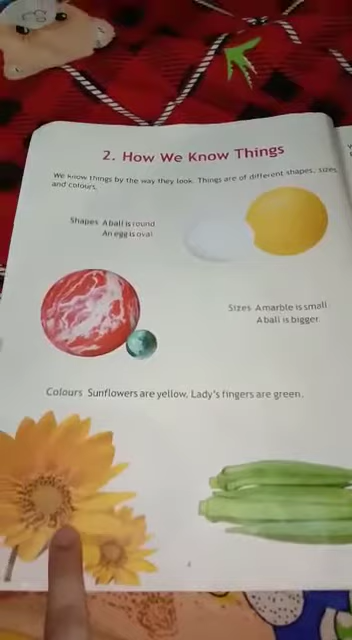 2. How We Know Things
We know things by the way they look. Things are of different shapes, sizes
and colours.
Shapes A ball is round
An egg is oval
Sizes A marble is small
A ball is bigger.
Colours Sunflowers are yellow. Lady's fingers are green.